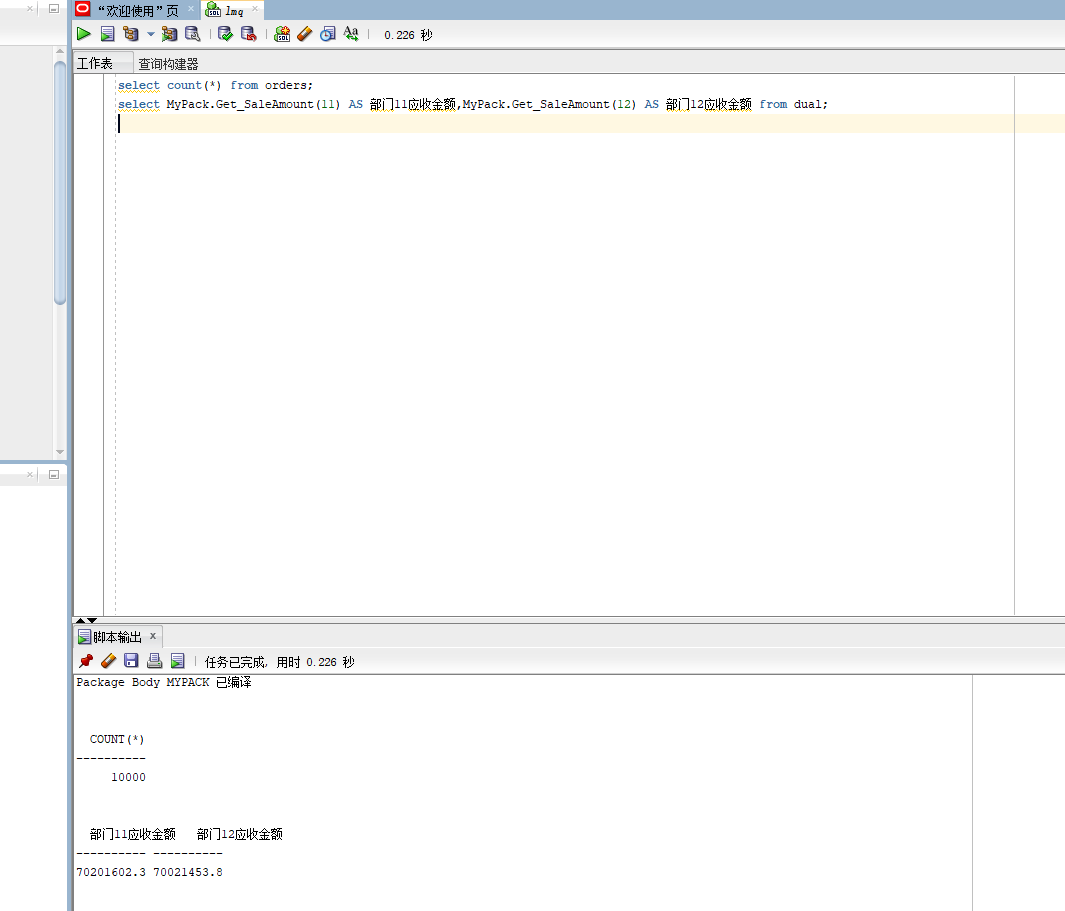 “欢迎使用”页 lmq
0.226 秒
工作表 查询构建器
select count(*) from orders;
select MyPack.Get_SaleAmount(11) AS 部门11应收金额,MyPack.Get_SaleAmount(12) AS 部门12应收金额 from dual;
脚本输出
任务已完成, 用时 0.226 秒
Package Body MYPACK 已编译
COUNT(*)
----------
10000
部门11应收金额 部门12应收金额
---------- ----------
70201602.3 70021453.8